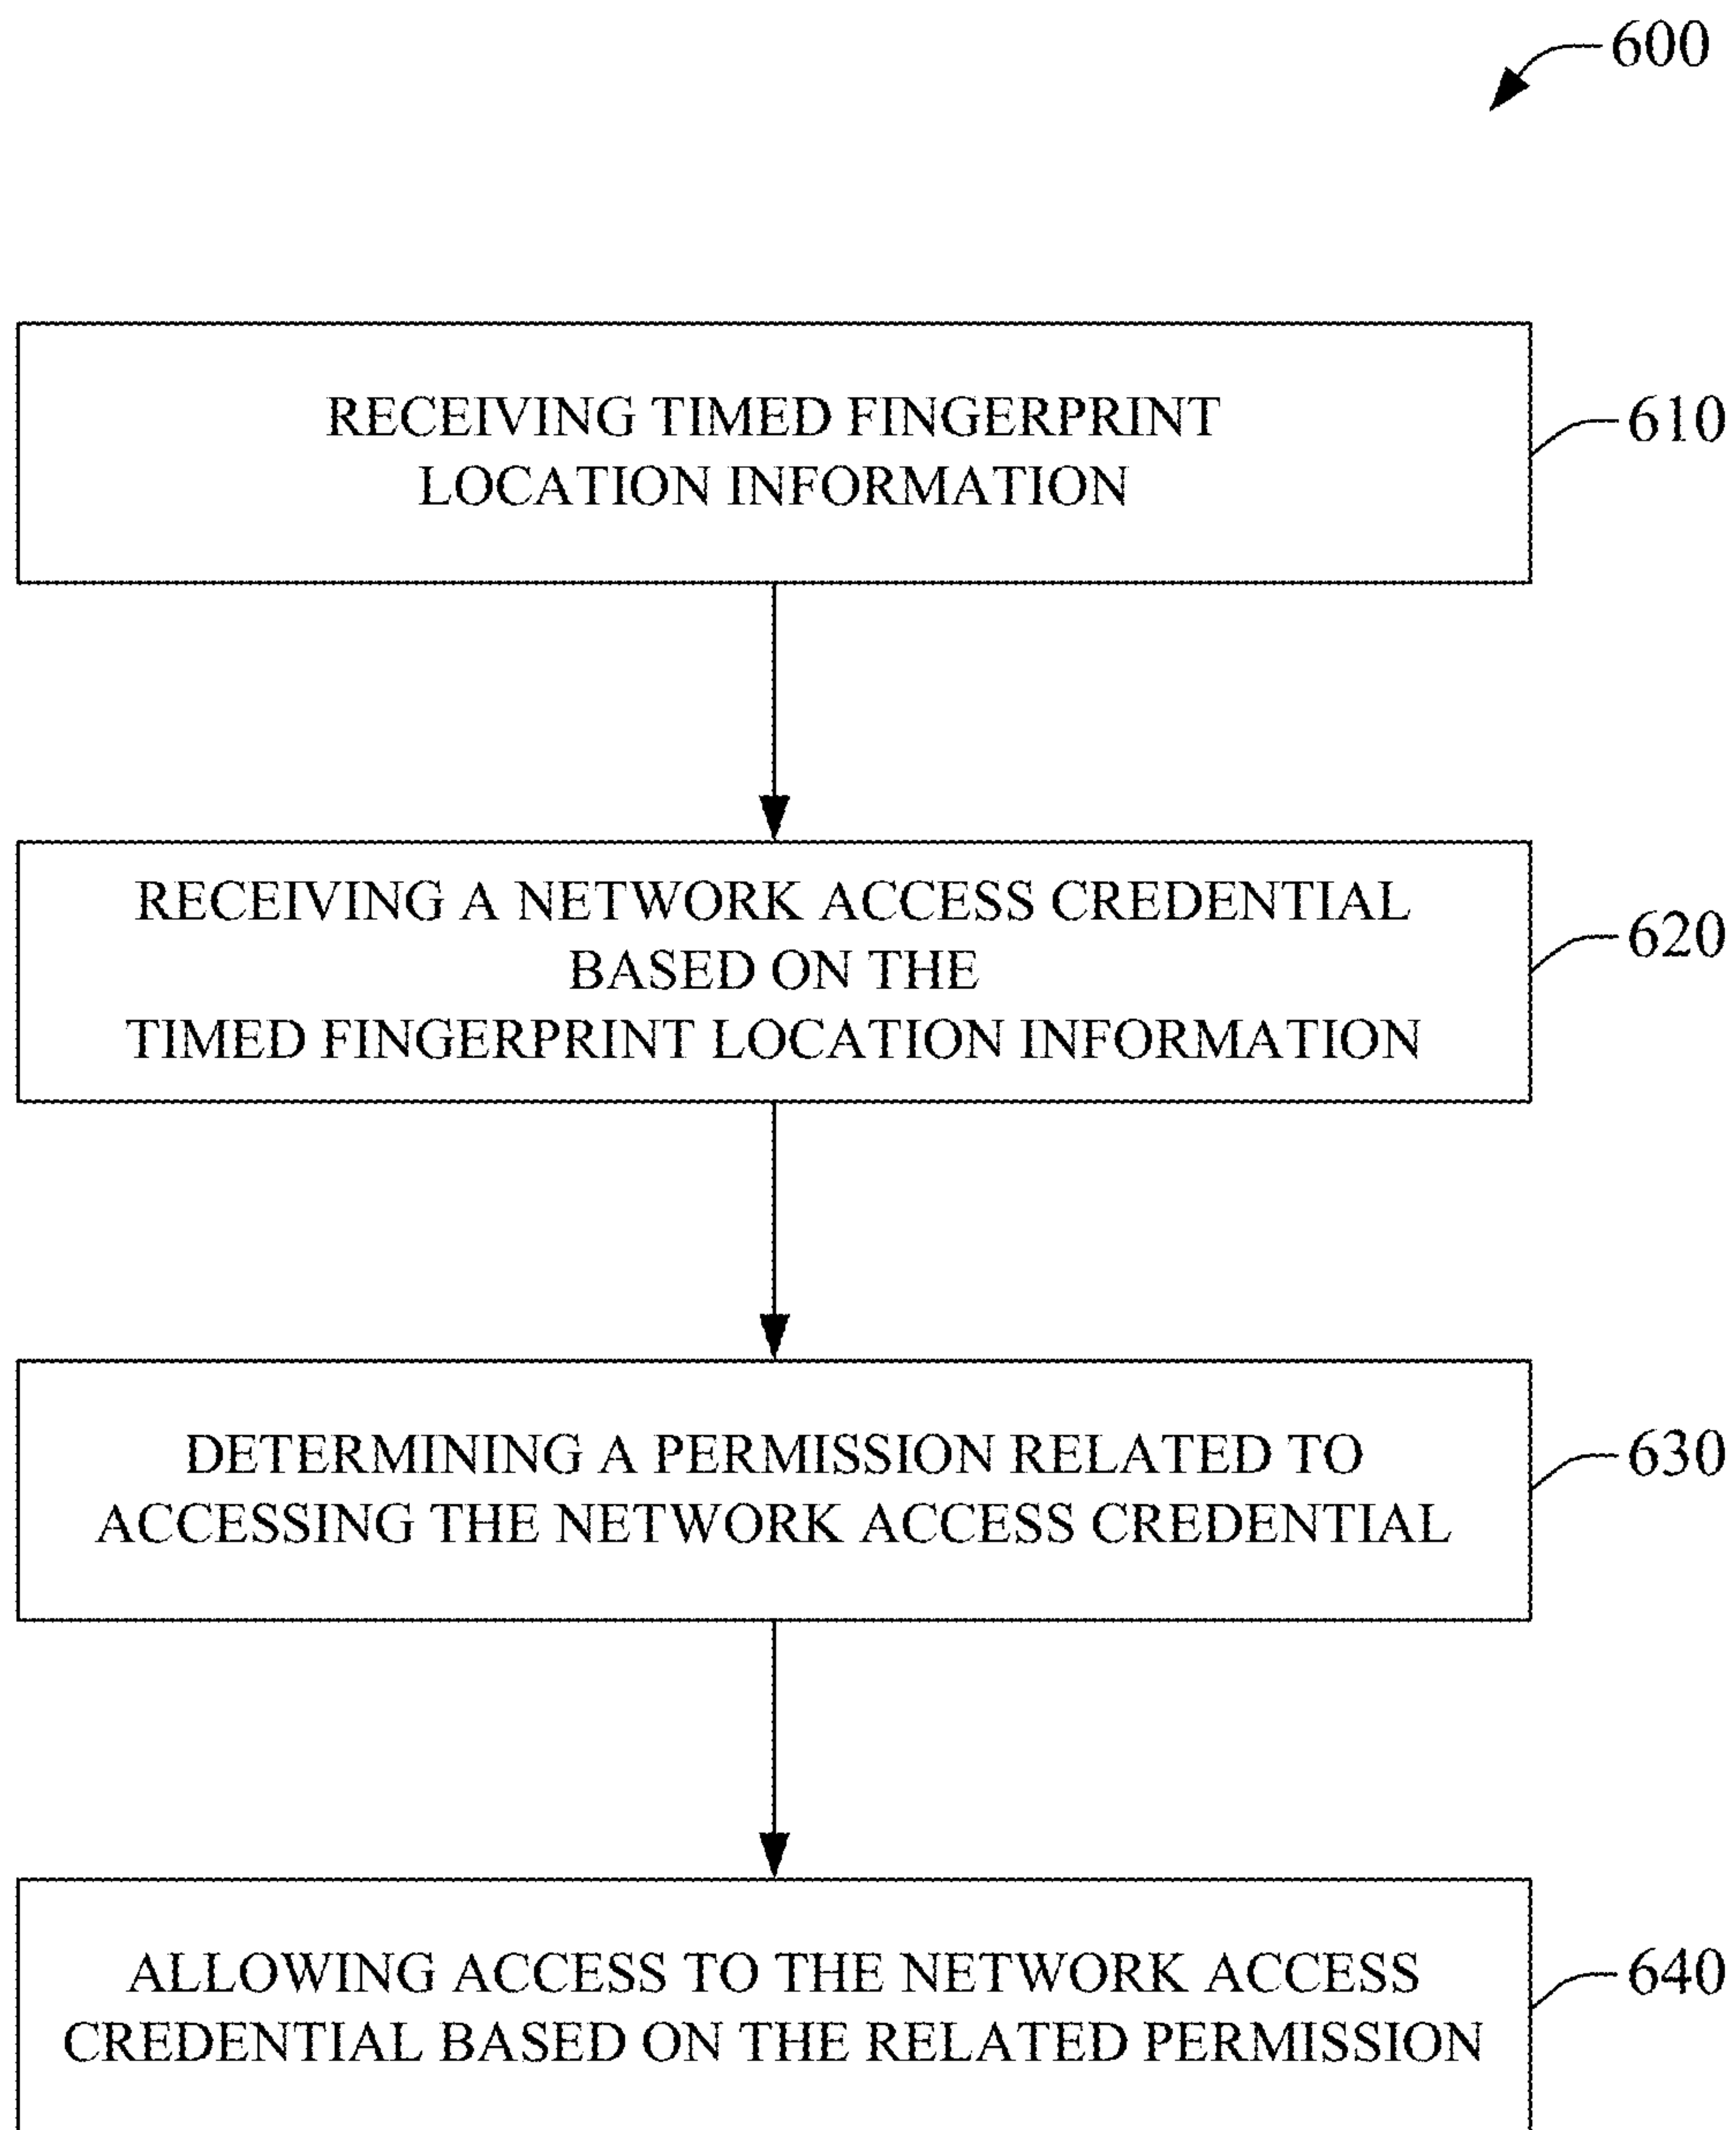 600
RECEIVING TIMED FINGERPRINT
LOCATION INFORMATION
610
RECEIVING A NETWORK ACCESS CREDENTIAL
BASED ON THE
TIMED FINGERPRINT LOCATION INFORMATION
620
DETERMINING A PERMISSION RELATED TO
ACCESSING THE NETWORK ACCESS CREDENTIAL
630
ALLOWING ACCESS TO THE NETWORK ACCESS
CREDENTIAL BASED ON THE RELATED PERMISSION
640